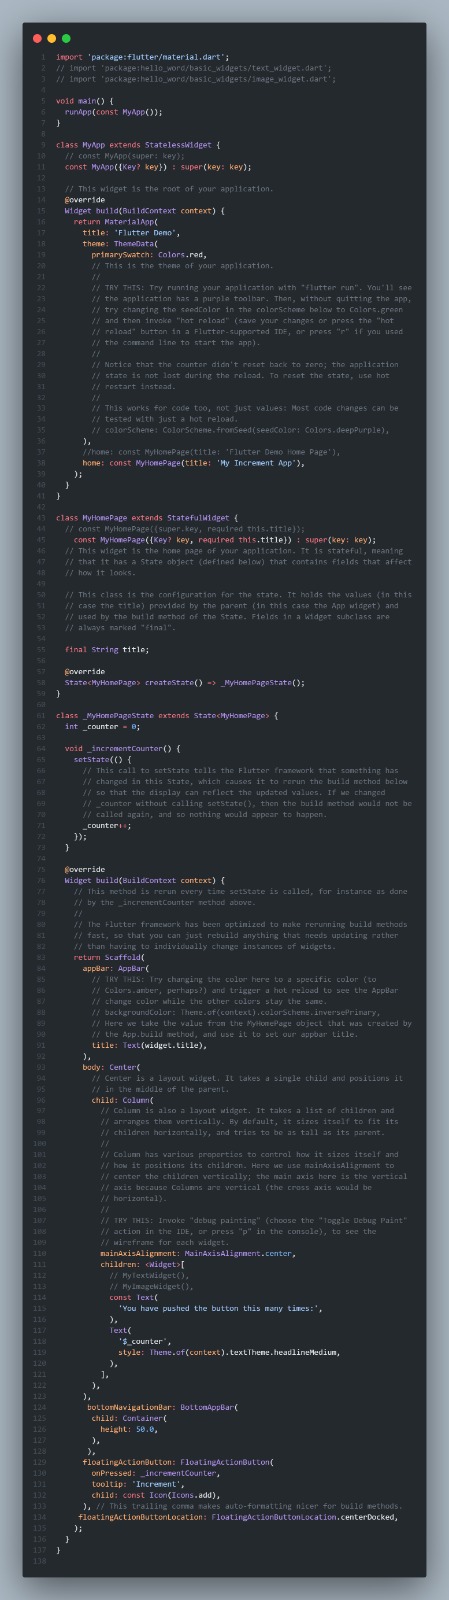 1 import 'package:flutter/material.dart';
2 // import 'package:hello_word/basic_widgets/text_widget.dart';
3 // import 'package:hello_word/basic_widgets/image_widget.dart';
4
5 void main() {
6 runApp(const MyApp());
7 }
8
9 class MyApp extends StatelessWidget {
10 // const MyApp(super: key);
11 const MyApp({Key? key}) : super(key: key);
12
13 // This widget is the root of your application.
14 @override
15 Widget build(BuildContext context) {
16 return MaterialApp(
17 title: 'Flutter Demo',
18 theme: ThemeData(
19 primarySwatch: Colors.red,
20 // This is the theme of your application.
21 //
22 // TRY THIS: Try running your application with "flutter run". You'll see
23 // the application has a purple toolbar. Then, without quitting the app,
24 // try changing the seedColor in the colorScheme below to Colors.green
25 // and then invoke "hot reload" (save your changes or press the "hot
26 // reload" button in a Flutter-supported IDE, or press "r" if you used
27 // the command line to start the app).
28 //
29 // Notice that the counter didn't reset back to zero; the application
30 // state is not lost during the reload. To reset the state, use hot
31 // restart instead.
32 //
33 // This works for code too, not just values: Most code changes can be
34 // tested with just a hot reload.
35 // colorScheme: ColorScheme.fromSeed(seedColor: Colors.deepPurple),
36 ),
37 //home: const MyHomePage(title: 'Flutter Demo Home Page'),
38 home: const MyHomePage(title: 'My Increment App'),
39 );
40 }
41 }
42
43 class MyHomePage extends StatefulWidget {
44 // const MyHomePage({super.key, required this.title});
45 const MyHomePage({Key? key, required this.title}) : super(key: key);
46 // This widget is the home page of your application. It is stateful, meaning
47 // that it has a State object (defined below) that contains fields that affect
48 // how it looks.
49
50 // This class is the configuration for the state. It holds the values (in this
51 // case the title) provided by the parent (in this case the App widget) and
52 // used by the build method of the State. Fields in a Widget subclass are
53 // always marked "final".
54
55 final String title;
56
57 @override
58 State<MyHomePage> createState() => _MyHomePageState();
59 }
60
61 class _MyHomePageState extends State<MyHomePage> {
62 int _counter = 0;
63
64 void _incrementCounter() {
65 setState(() {
66 // This call to setState tells the Flutter framework that something has
67 // changed in this State, which causes it to rerun the build method below
68 // so that the display can reflect the updated values. If we changed
69 // _counter without calling setState(), then the build method would not be
70 // called again, and so nothing would appear to happen.
71 _counter++;
72 });
73 }
74
75 @override
76 Widget build(BuildContext context) {
77 // This method is rerun every time setState is called, for instance as done
78 // by the _incrementCounter method above.
79 //
80 // The Flutter framework has been optimized to make rerunning build methods
81 // fast, so that you can just rebuild anything that needs updating rather
82 // than having to individually change instances of widgets.
83 return Scaffold(
84 appBar: AppBar(
85 // TRY THIS: Try changing the color here to a specific color (to
86 // Colors.amber, perhaps?) and trigger a hot reload to see the AppBar
87 // change color while the other colors stay the same.
88 // backgroundColor: Theme.of(context).colorScheme.inversePrimary,
89 // Here we take the value from the MyHomePage object that was created by
90 // the App.build method, and use it to set our appbar title.
91 title: Text(widget.title),
92 ),
93 body: Center(
94 // Center is a layout widget. It takes a single child and positions it
95 // in the middle of the parent.
96 child: Column(
97 // Column is also a layout widget. It takes a list of children and
98 // arranges them vertically. By default, it sizes itself to fit its
99 // children horizontally, and tries to be as tall as its parent.
100 //
101 // Column has various properties to control how it sizes itself and
102 // how it positions its children. Here we use mainAxisAlignment to
103 // center the children vertically; the main axis here is the vertical
104 // axis because Columns are vertical (the cross axis would be
105 // horizontal).
106 //
107 // TRY THIS: Invoke "debug painting" (choose the "Toggle Debug Paint"
108 // action in the IDE, or press "p" in the console), to see the
109 // wireframe for each widget.
110 mainAxisAlignment: MainAxisAlignment.center,
111 children: <Widget>[
112 // MyTextWidget(),
113 // MyImageWidget(),
114 const Text(
115 'You have pushed the button this many times:',
116 ),
117 Text(
118 '$_counter',
119 style: Theme.of(context).textTheme.headlineMedium,
120 ),
121 ],
122 ),
123 ),
124 bottomNavigationBar: BottomAppBar(
125 child: Container(
126 height: 50.0,
127 ),
128 ),
129 floatingActionButton: FloatingActionButton(
130 onPressed: _incrementCounter,
131 tooltip: 'Increment',
132 child: const Icon(Icons.add),
133 ), // This trailing comma makes auto-formatting nicer for build methods.
134 floatingActionButtonLocation: FloatingActionButtonLocation.centerDocked,
135 );
136 }
137 }
138